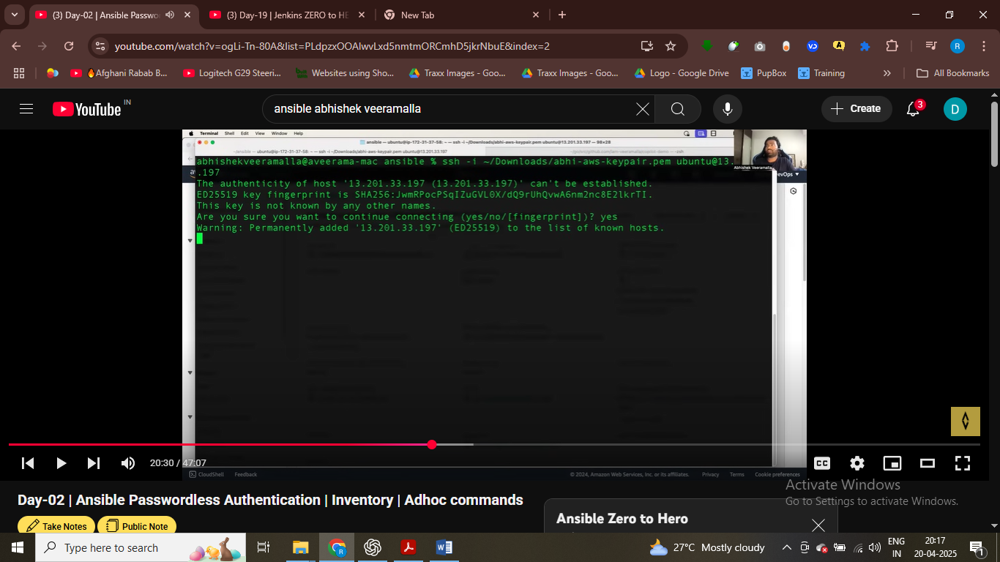 (3) Day-02 | Ansible Passwo
(3) Day-19 | Jenkins ZERO to HE
New Tab
youtube.com/watch?v=ogLi-Tn-80A&list=PLdpzxOOAlwvLxd5nmtmORCmhD5jkrNbuE&index=2
R
🔥Afghani Rabab B...
Logitech G29 Steeri...
Websites using Sho...
Traxx Images - Goo...
Traxx Images - Goo...
Logo - Google Drive
PupBox
Training
All Bookmarks
YouTube IN
ansible abhishek veeramalla
Create
3
D
Terminal Shell Edit View Window Help
ansible — ubuntu@ip-172-31-37-58: ~ — ssh -i ~/Downloads/abhi-aws-keypair.pem ubuntu@13.201.33.197 — 98×28
abhishekveeramalla@aveerama-mac ansible % ssh -i ~/Downloads/abhi-aws-keypair.pem ubuntu@13.
.197
The authenticity of host '13.201.33.197 (13.201.33.197)' can't be established.
ED25519 key fingerprint is SHA256:JwmRPocPSqIZuGVL0X/dQ9rUhQvwA6nm2nc8E2lkrTI.
This key is not known by any other names.
Are you sure you want to continue connecting (yes/no/[fingerprint])? yes
Warning: Permanently added '13.201.33.197' (ED25519) to the list of known hosts.
Abhishek Veeramalla
evOps
CloudShell Feedback
© 2024, Amazon Web Services, Inc. or its affiliates. Privacy Terms Cookie preferences
20:30 / 47:07
CC
Activate Windows
Go to Settings to activate Windows.
Day-02 | Ansible Passwordless Authentication | Inventory | Adhoc commands
Take Notes
Public Note
Ansible Zero to Hero
Type here to search
27°C Mostly cloudy
ENG
IN
20:17
20-04-2025
1